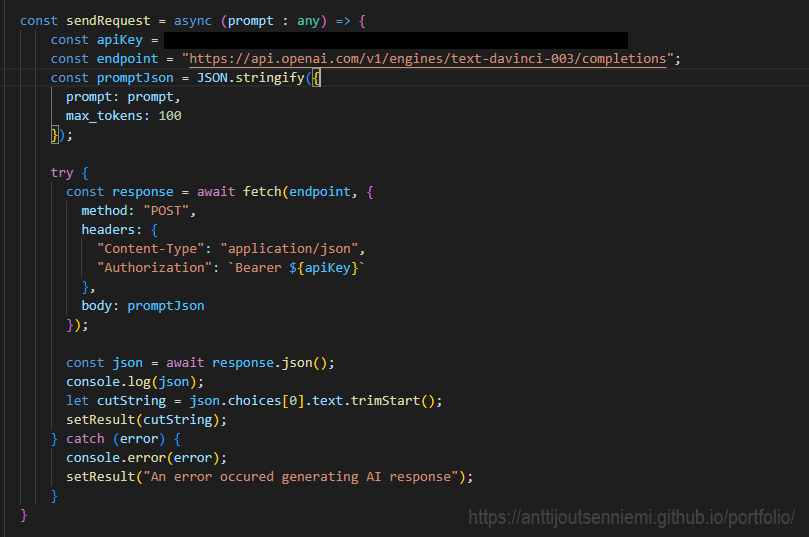 const sendRequest = async (prompt : any) => {
const apiKey =
const endpoint = "https://api.openai.com/v1/engines/text-davinci-003/completions";
const promptJson = JSON.stringify({
prompt: prompt,
max_tokens: 100
});
try {
const response = await fetch(endpoint, {
method: "POST",
headers: {
"Content-Type": "application/json",
"Authorization": `Bearer ${apiKey}`
},
body: promptJson
});
const json = await response.json();
console.log(json);
let cutString = json.choices[0].text.trimStart();
setResult(cutString);
} catch (error) {
console.error(error);
setResult("An error occured generating AI response");
}
}
https://anttijoutsenniemi.github.io/portfolio/